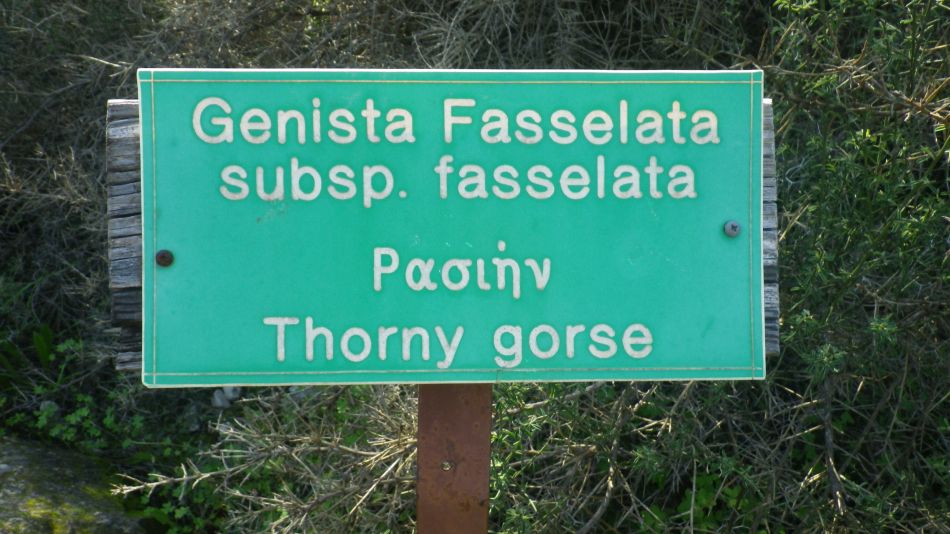 Genista Fasselata
subsp. fasselata
Ρασιήν
Thorny gorse